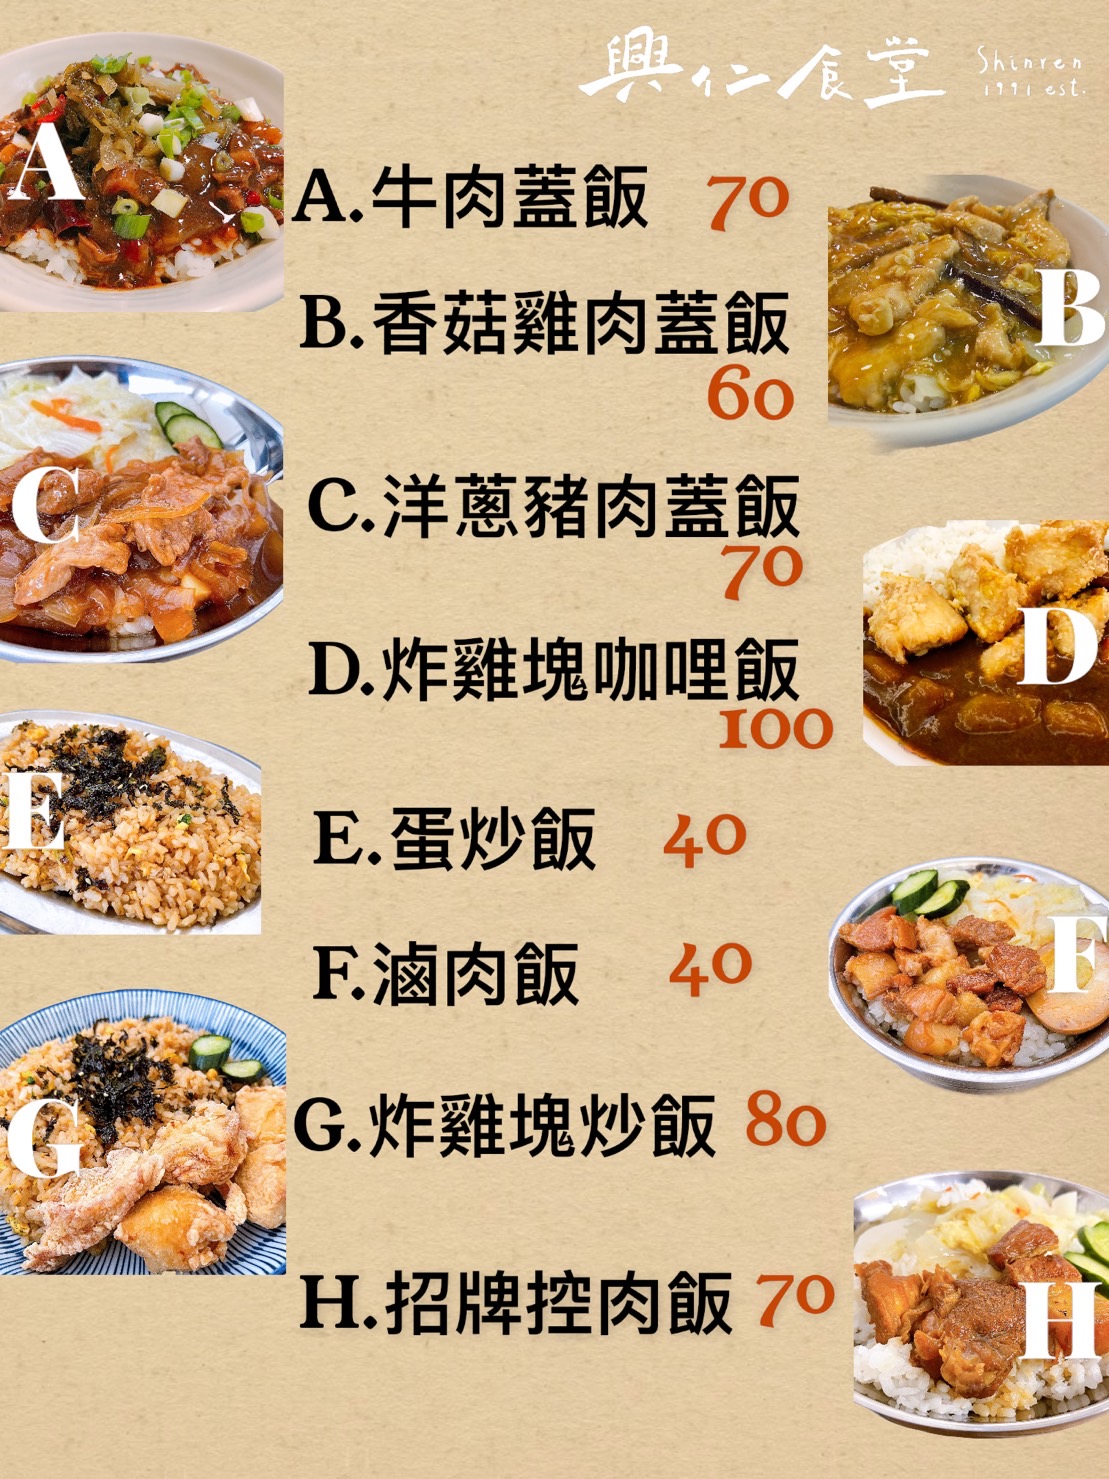 興仁食堂 Shinren
1991 est.
A
A.牛肉蓋飯 70
B
B.香菇雞肉蓋飯
60
C
C.洋蔥豬肉蓋飯
70
D
D.炸雞塊咖哩飯
100
E
E.蛋炒飯 40
F
F.滷肉飯 40
G
G.炸雞塊炒飯 80
H
H.招牌控肉飯 70